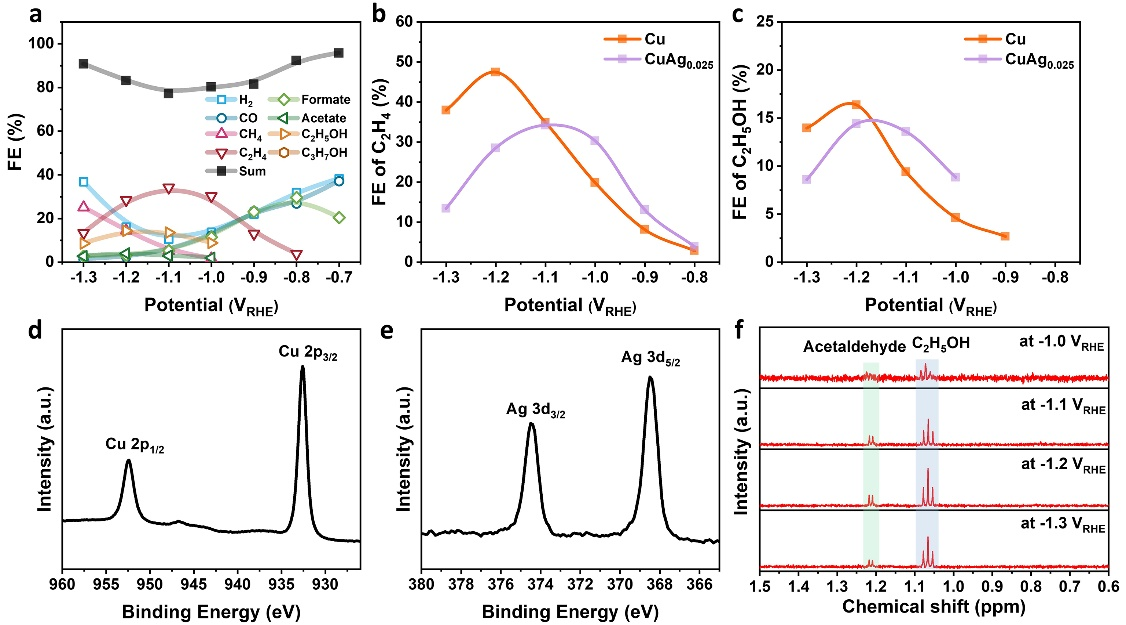 a
FE (%)
100
80
60
40
20
0
H2
CO
CH4
C2H4
Sum
Formate
Acetate
C2H5OH
C3H7OH
-1.3 -1.2 -1.1 -1.0 -0.9 -0.8 -0.7
Potential (VRHE)
b
FE of C2H4 (%)
60
50
40
30
20
10
0
Cu
CuAg0.025
-1.3 -1.2 -1.1 -1.0 -0.9 -0.8
Potential (VRHE)
c
FE of C2H5OH (%)
25
20
15
10
5
0
Cu
CuAg0.025
-1.3 -1.2 -1.1 -1.0 -0.9 -0.8
Potential (VRHE)
d
Intensity (a.u.)
Cu 2p3/2
Cu 2p1/2
960 955 950 945 940 935 930
Binding Energy (eV)
e
Intensity (a.u.)
Ag 3d5/2
Ag 3d3/2
380 378 376 374 372 370 368 366
Binding Energy (eV)
f
Intensity (a.u.)
Acetaldehyde C2H5OH
at -1.0 VRHE
at -1.1 VRHE
at -1.2 VRHE
at -1.3 VRHE
1.5 1.4 1.3 1.2 1.1 1.0 0.9 0.8 0.7 0.6
Chemical shift (ppm)